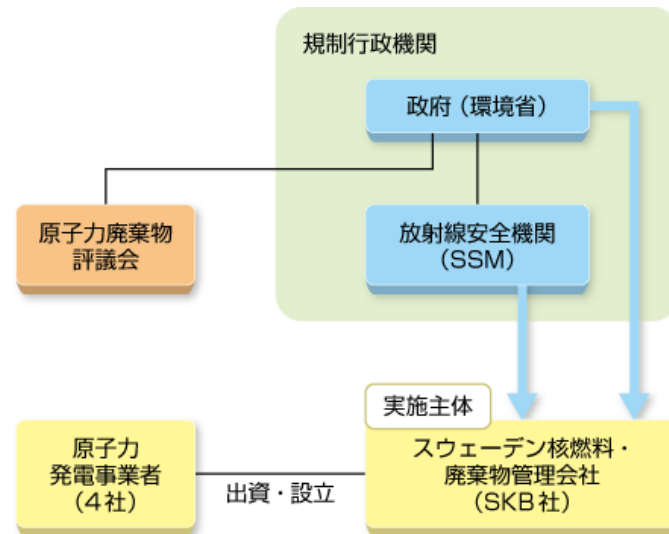 規制行政機関
政府（環境省）
原子力廃棄物
評議会
放射線安全機関
（SSM）
実施主体
原子力
発電事業者
（4社）
出資・設立
スウェーデン核燃料・
廃棄物管理会社
（SKB社）